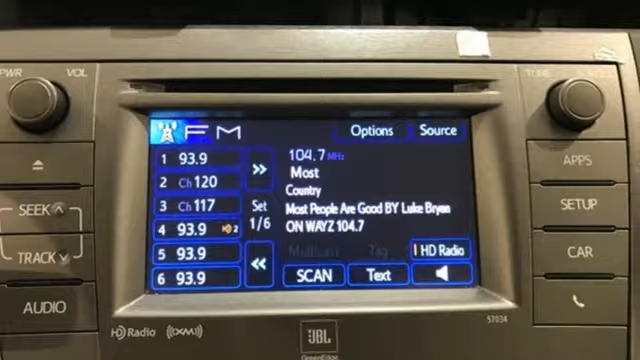 PWR VOL
TUNE
FM
Options
Source
1 93.9
2 Ch 120
3 Ch 117
4 93.9 2
5 93.9
6 93.9
>>
Set
1/6
<<
104.7 MHz
Most
Country
Most People Are Good BY Luke Bryan
ON WAYZ 104.7
Multicast
Tag
HD Radio
SCAN
Text
SEEK
TRACK
AUDIO
APPS
SETUP
CAR
HD Radio
((XM))
JBL
GreenEdge
57034